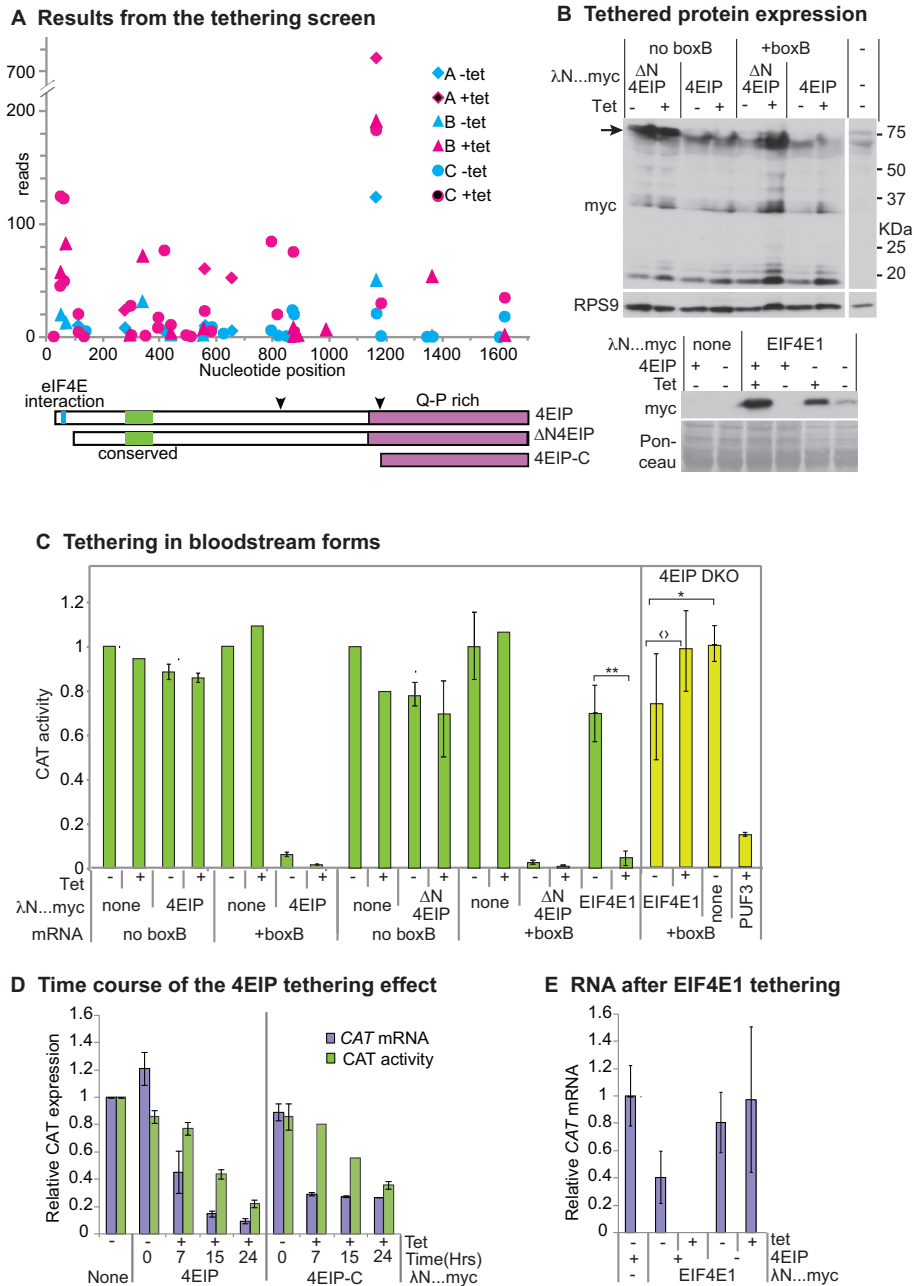 A Results from the tethering screen
700
200
100
0
reads
A -tet
A +tet
B -tet
B +tet
C -tet
C +tet
0 200 400 600 800 1000 1200 1400 1600
Nucleotide position
eIF4E
interaction
Q-P rich
4EIP
conserved
ΔN4EIP
4EIP-C
B Tethered protein expression
no boxB +boxB -
λN...myc ΔN 4EIP 4EIP ΔN 4EIP 4EIP -
Tet - + - + - + - + -
75
50
37
KDa
25
20
myc
RPS9
λN...myc none EIF4E1
4EIP + - + + - -
Tet - - + - + -
myc
Pon-
ceau
C Tethering in bloodstream forms
4EIP DKO
* ‹› **
1.2
1
0.8
0.6
0.4
0.2
0
CAT activity
Tet - + - + - + - + - + - + - + - + - + - + - +
λN...myc none 4EIP none 4EIP none ΔN 4EIP none ΔN 4EIP EIF4E1 EIF4E1 none PUF3
mRNA no boxB +boxB no boxB +boxB +boxB
D Time course of the 4EIP tethering effect
CAT mRNA
CAT activity
1.6
1.4
1.2
1
0.8
0.6
0.4
0.2
0
Relative CAT expression
- - + + + - + + + Tet
0 7 15 24 0 7 15 24 Time(Hrs)
None 4EIP 4EIP-C λN...myc
E RNA after EIF4E1 tethering
1.6
1.4
1.2
1
0.8
0.6
0.4
0.2
0
Relative CAT mRNA
- - + - + tet
+ + - 4EIP
- EIF4E1 λN...myc